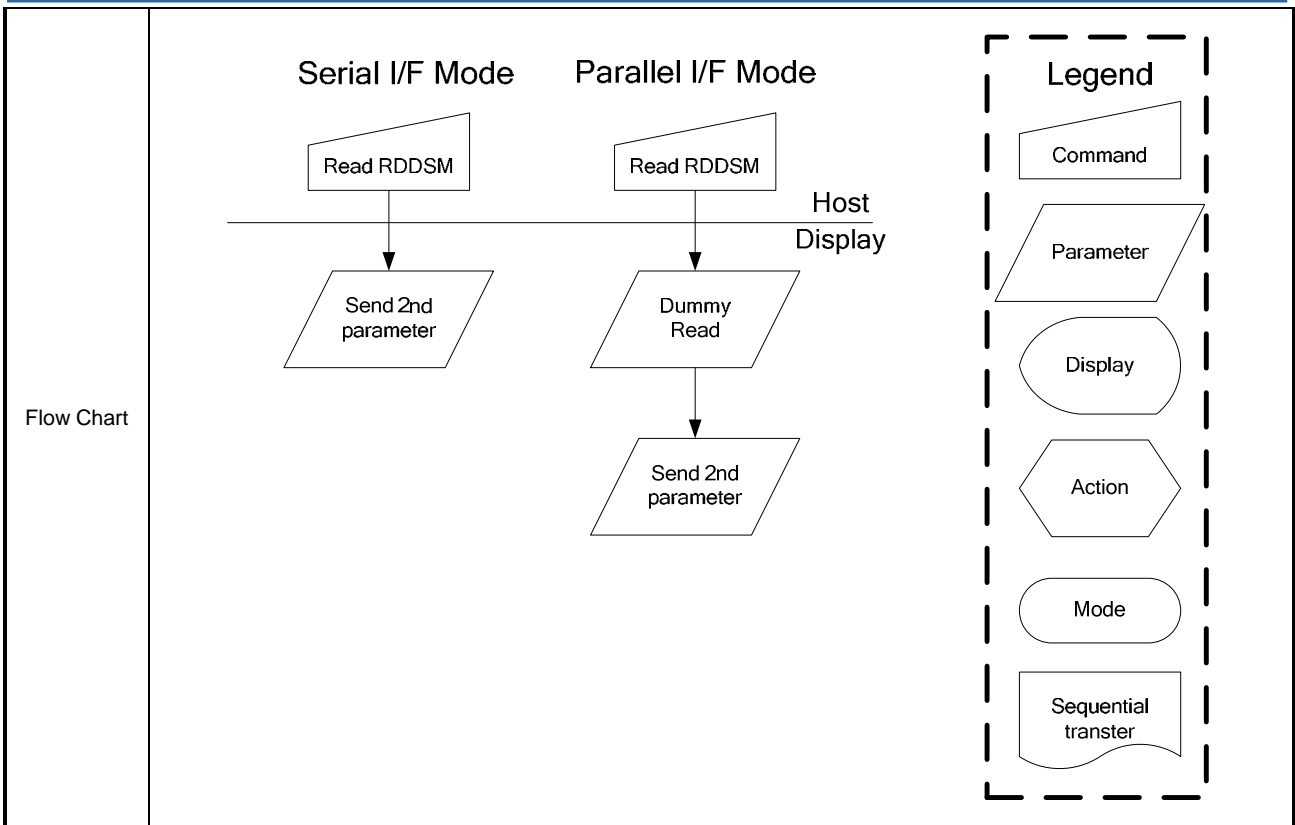 Flow Chart
Serial I/F Mode
Read RDDSM
Send 2nd
parameter
Parallel I/F Mode
Read RDDSM
Host
Display
Dummy
Read
Send 2nd
parameter
Legend
Command
Parameter
Display
Action
Mode
Sequential
transter